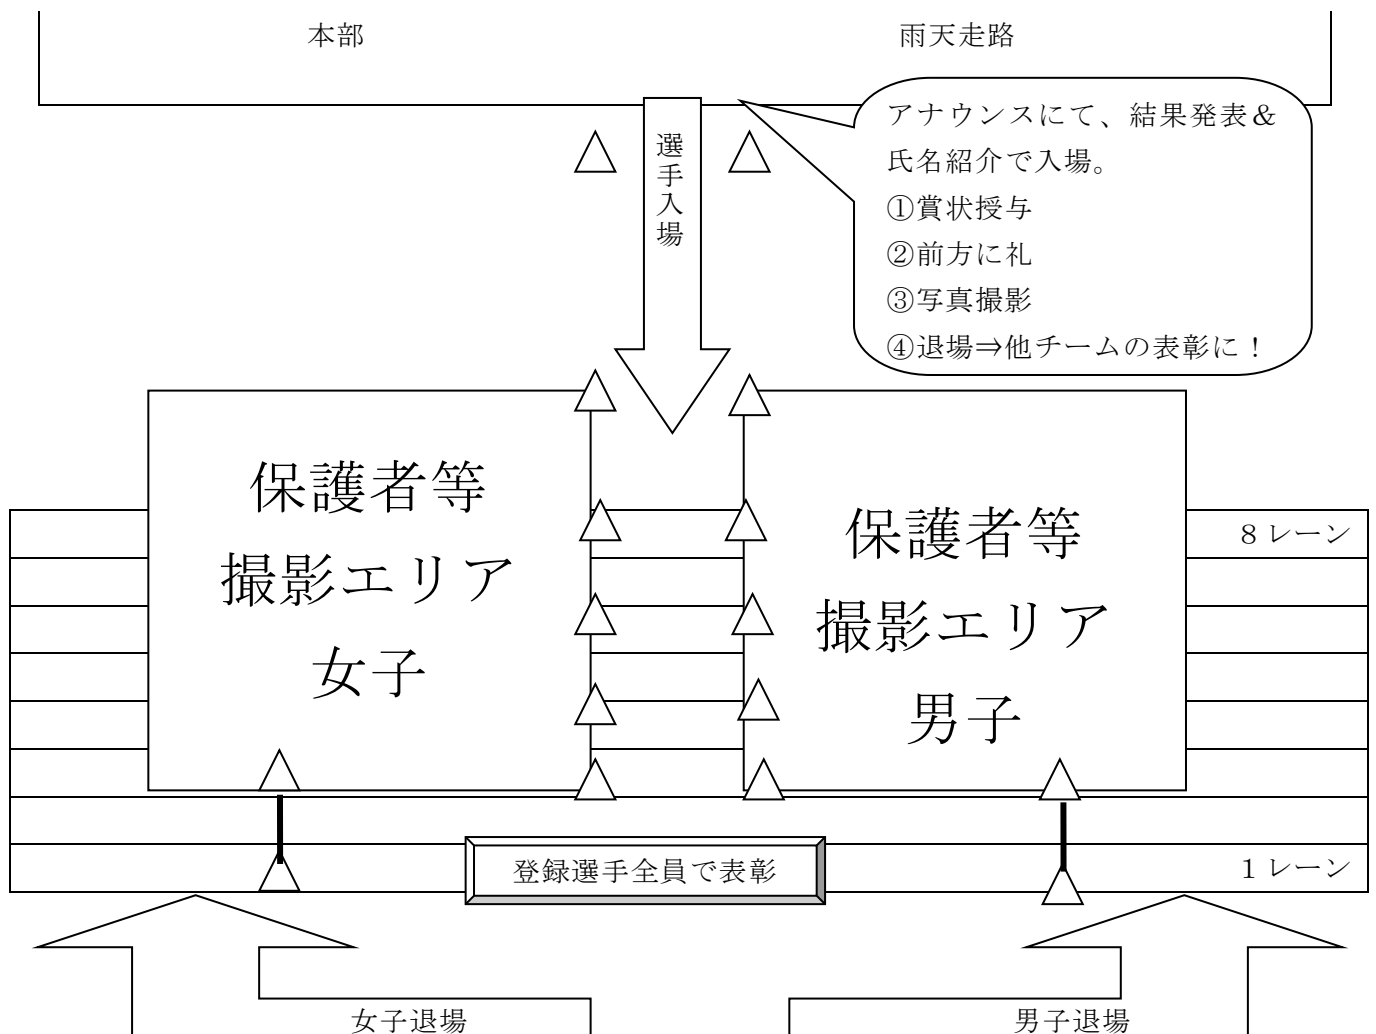 本部
雨天走路
選手入場
アナウンスにて、結果発表＆
氏名紹介で入場。
①賞状授与
②前方に礼
③写真撮影
④退場⇒他チームの表彰に！
保護者等
撮影エリア
女子
保護者等
撮影エリア
男子
８レーン
登録選手全員で表彰
１レーン
女子退場
男子退場